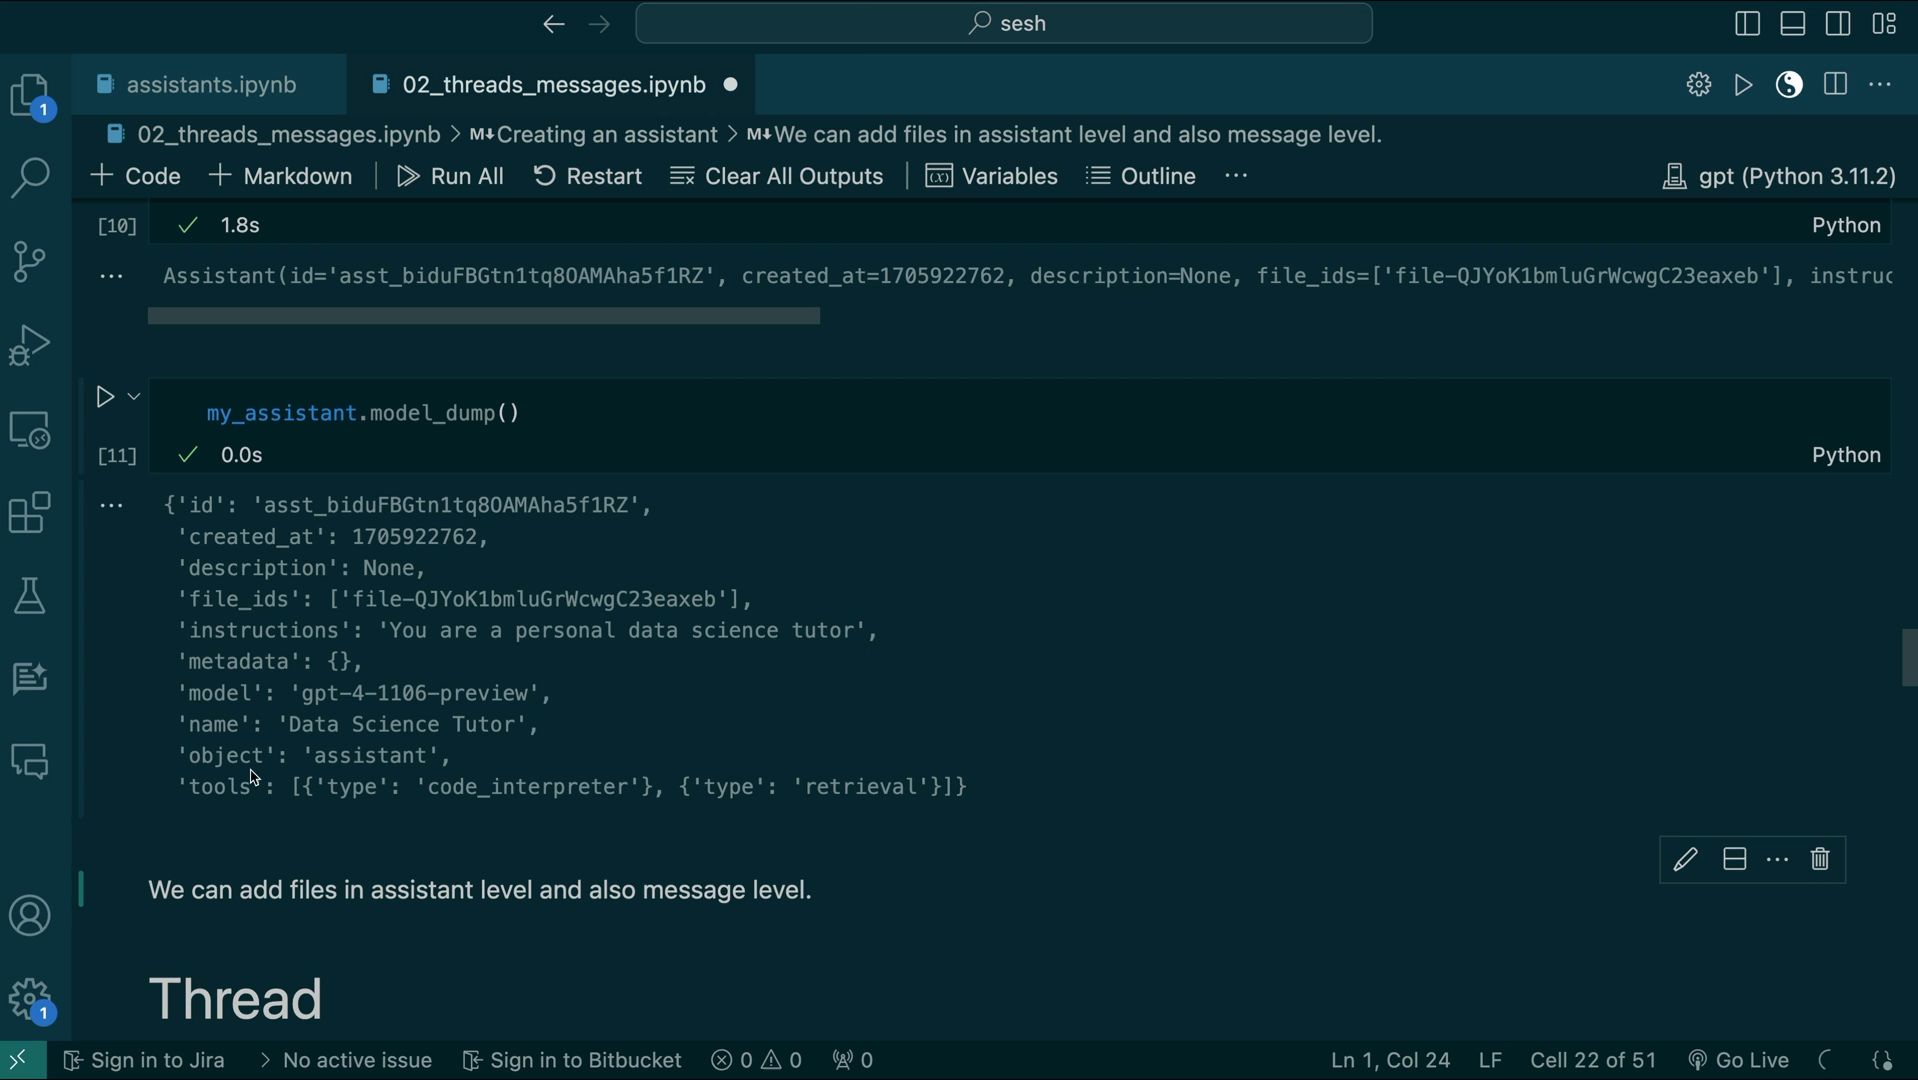 sesh
assistants.ipynb
02_threads_messages.ipynb
1
02_threads_messages.ipynb > M↓Creating an assistant > M↓We can add files in assistant level and also message level.
+ Code + Markdown Run All Restart Clear All Outputs Variables Outline ... gpt (Python 3.11.2)
[10] ✓ 1.8s Python
... Assistant(id='asst_biduFBGtn1tq8OAMAha5f1RZ', created_at=1705922762, description=None, file_ids=['file-QJYoK1bmluGrWcwgC23eaxeb'], instruc
my_assistant.model_dump()
[11] ✓ 0.0s Python
... {'id': 'asst_biduFBGtn1tq8OAMAha5f1RZ',
'created_at': 1705922762,
'description': None,
'file_ids': ['file-QJYoK1bmluGrWcwgC23eaxeb'],
'instructions': 'You are a personal data science tutor',
'metadata': {},
'model': 'gpt-4-1106-preview',
'name': 'Data Science Tutor',
'object': 'assistant',
'tools': [{'type': 'code_interpreter'}, {'type': 'retrieval'}]}
We can add files in assistant level and also message level.
Thread
1
Sign in to Jira > No active issue Sign in to Bitbucket 0 0 0 Ln 1, Col 24 LF Cell 22 of 51 Go Live